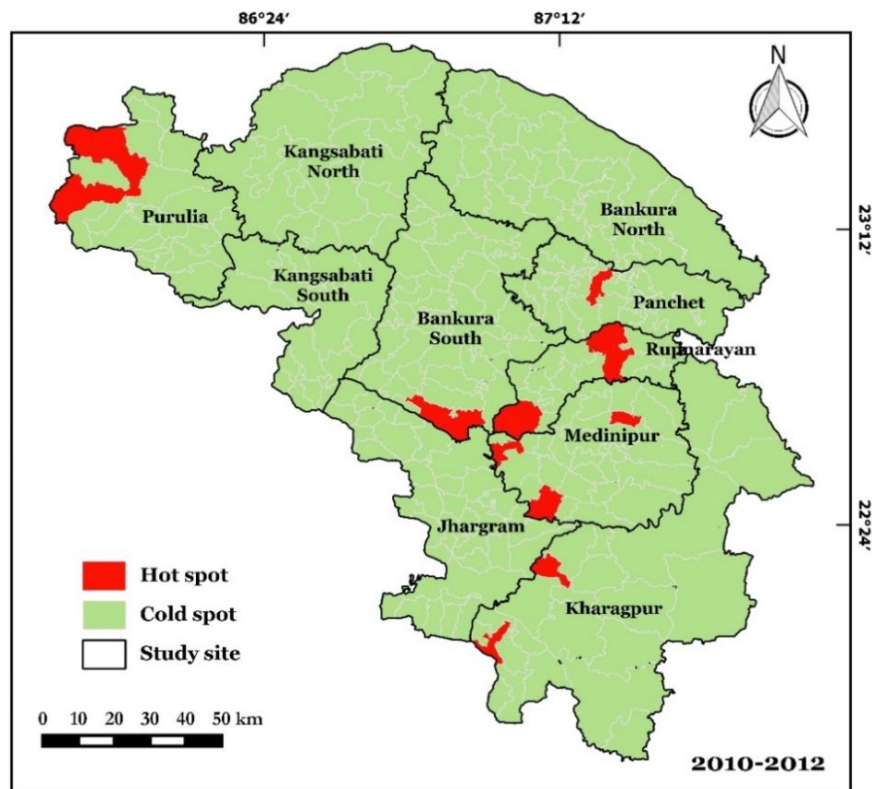 86°24′ 87°12′
N
Kangsabati
North
Bankura
North
23°12′
Purulia
Kangsabati
South
Panchet
Bankura
South
Rupnarayan
Medinipur
22°24′
Jhargram
Hot spot
Cold spot
Kharagpur
Study site
0 10 20 30 40 50 km
2010-2012